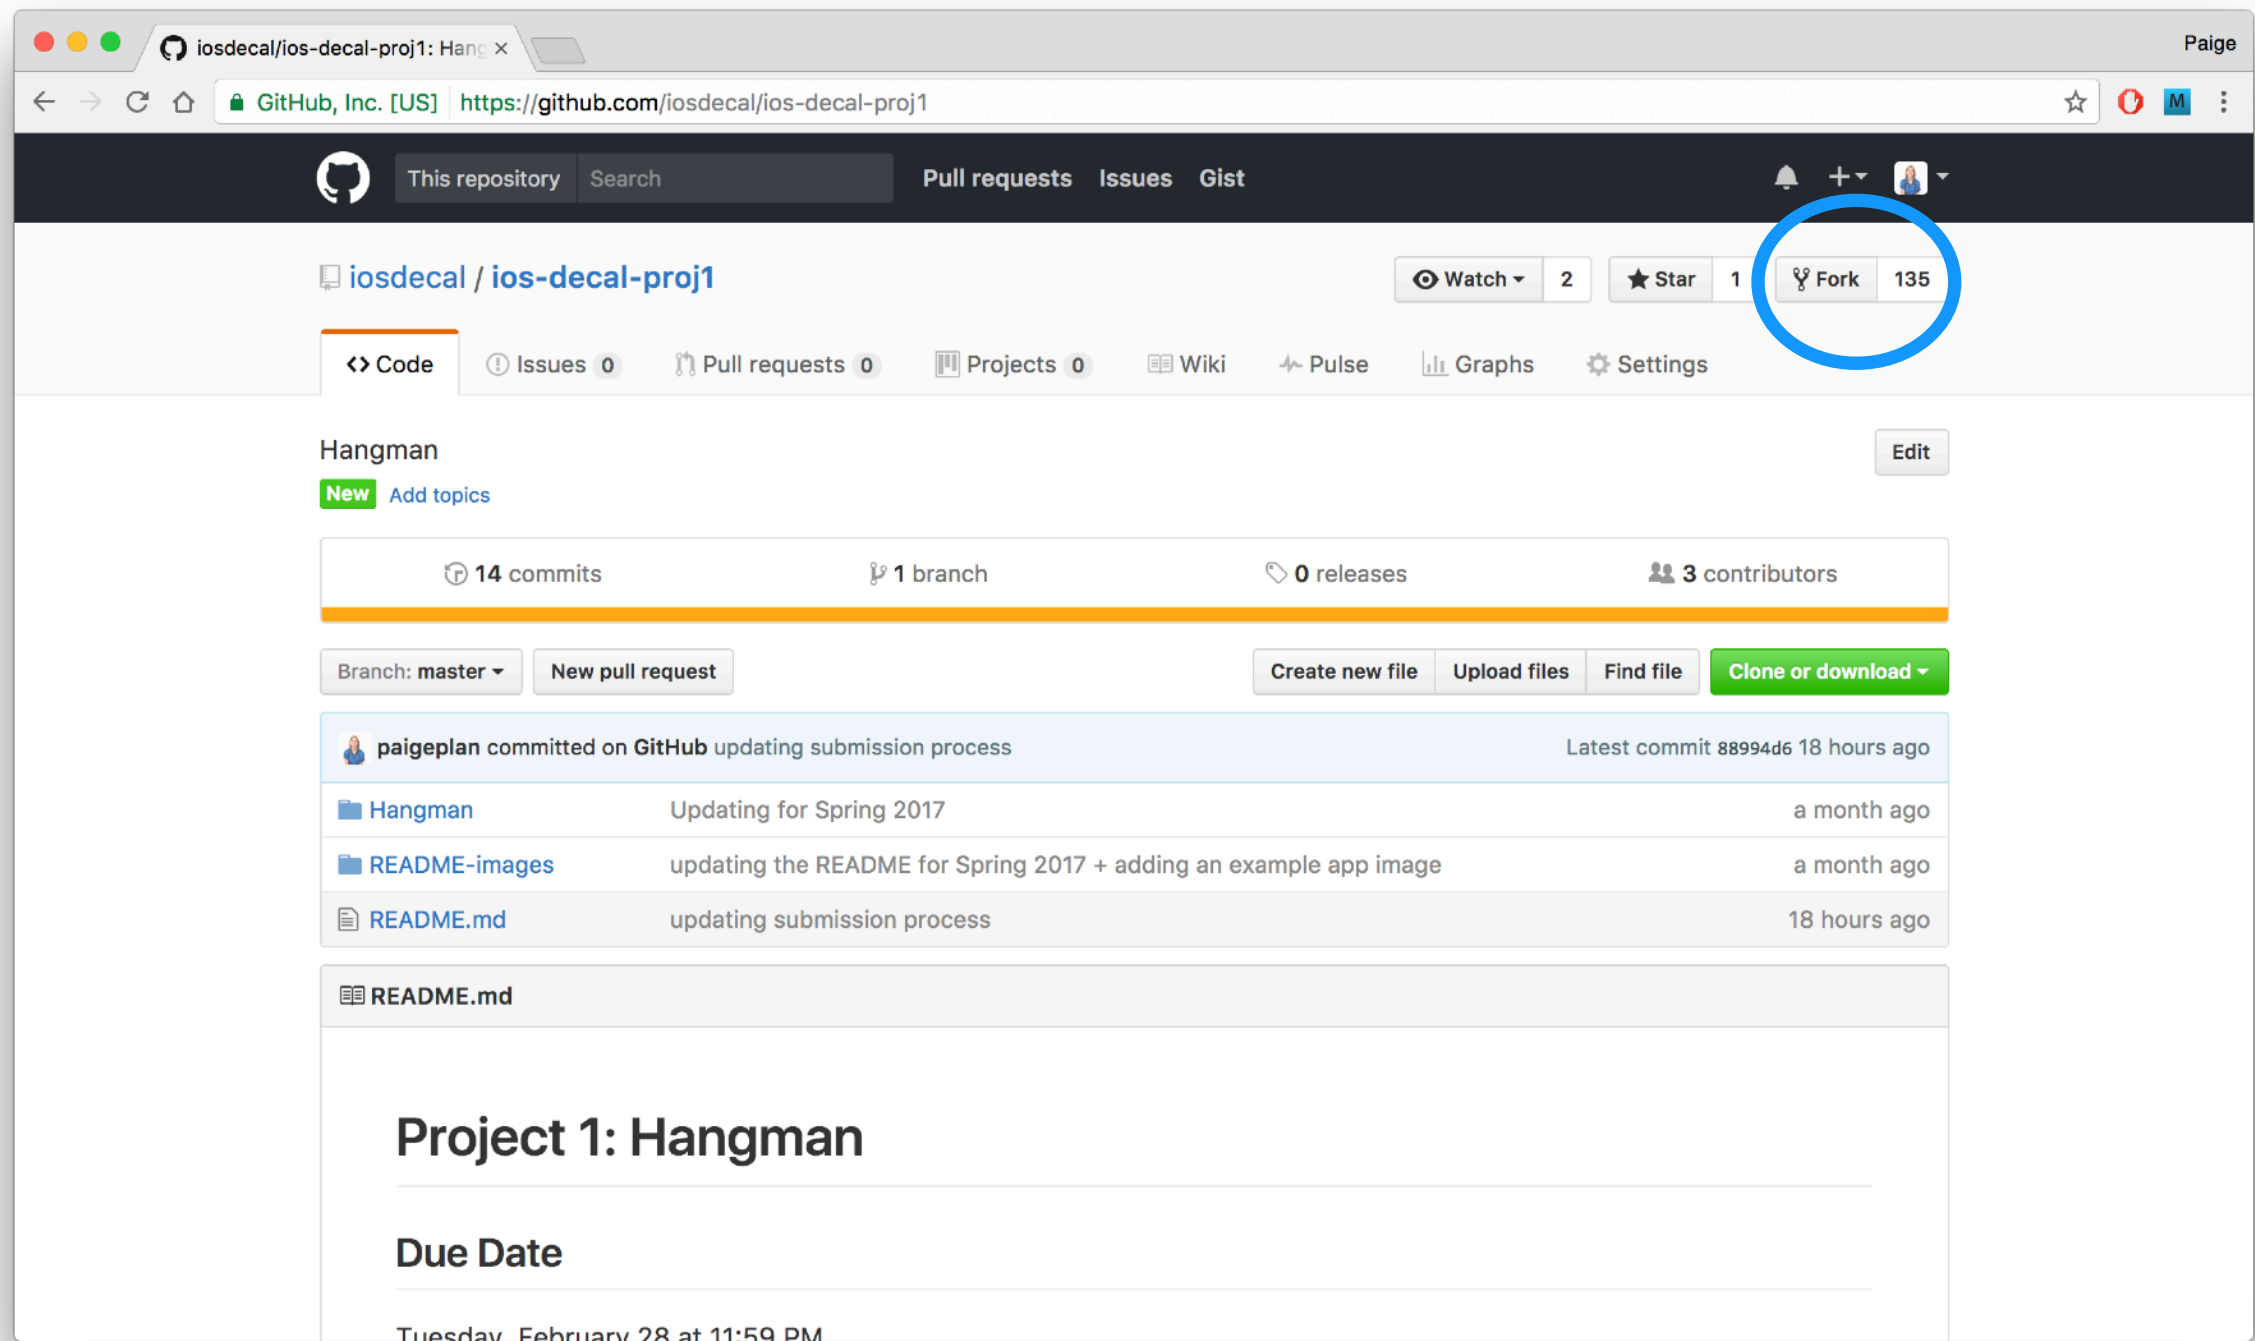 iosdecal/ios-decal-proj1: Hang
Paige
GitHub, Inc. [US] https://github.com/iosdecal/ios-decal-proj1
M
This repository Search Pull requests Issues Gist
iosdecal / ios-decal-proj1
Watch 2 Star 1 Fork 135
Code Issues 0 Pull requests 0 Projects 0 Wiki Pulse Graphs Settings
Hangman
Edit
New Add topics
14 commits 1 branch 0 releases 3 contributors
Branch: master New pull request Create new file Upload files Find file Clone or download
paigeplan committed on GitHub updating submission process Latest commit 88994d6 18 hours ago
Hangman Updating for Spring 2017 a month ago
README-images updating the README for Spring 2017 + adding an example app image a month ago
README.md updating submission process 18 hours ago
README.md
Project 1: Hangman
Due Date
Tuesday, February 28 at 11:59 PM